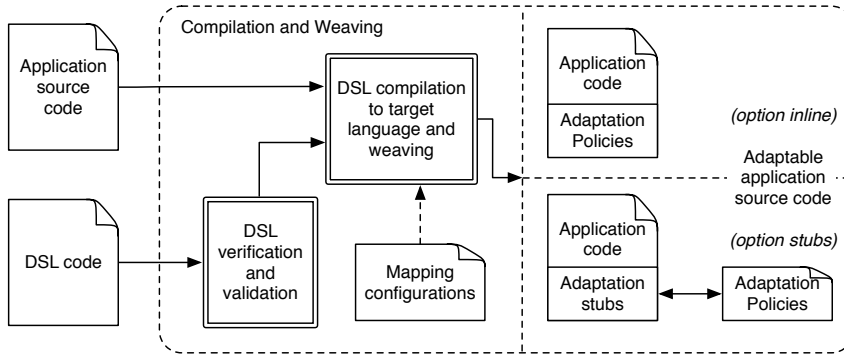 Compilation and Weaving
Application
source
code
DSL compilation
to target
language and
weaving
Application
code
Adaptation
Policies
(option inline)
Adaptable
application
source code
DSL code
DSL
verification
and
validation
Mapping
configurations
Application
code
Adaptation
stubs
(option stubs)
Adaptation
Policies